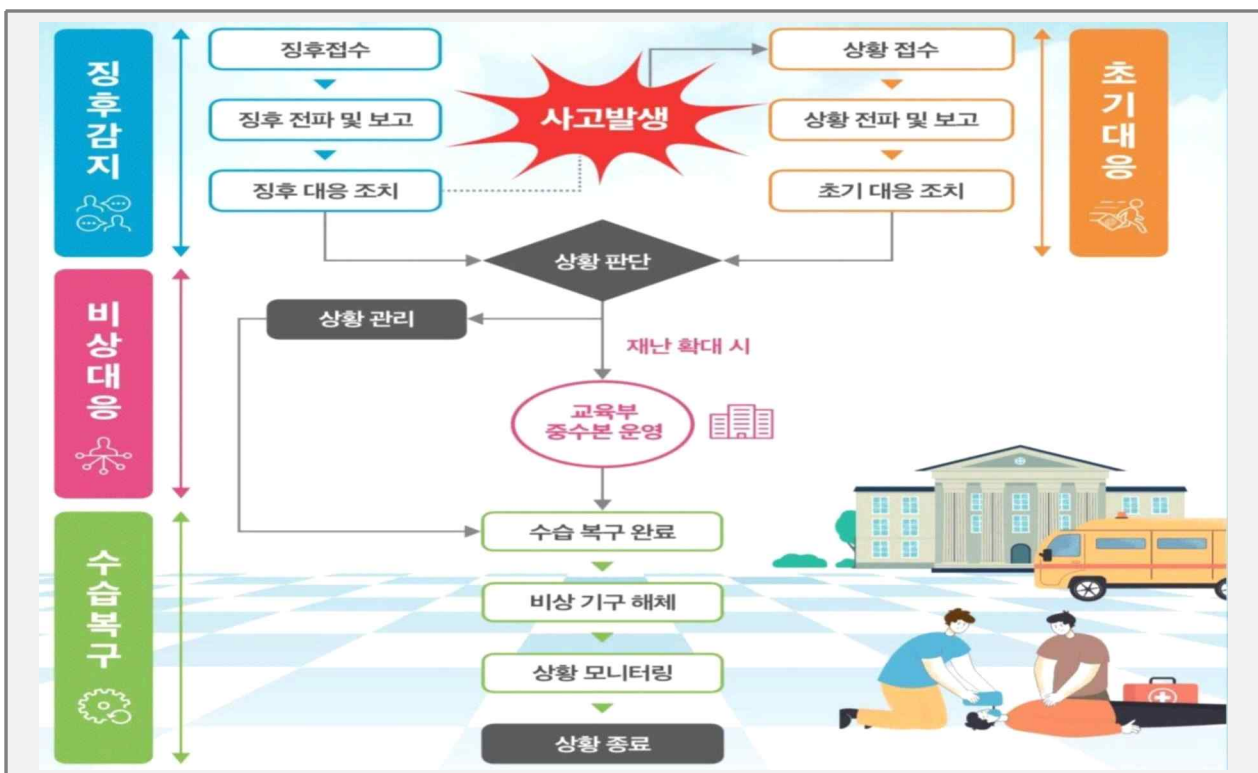 징후감지
징후접수
징후 전파 및 보고
징후 대응 조치
사고발생
상황 접수
상황 전파 및 보고
초기 대응 조치
초기대응
상황 판단
비상대응
상황 관리
재난 확대 시
교육부
중수본 운영
수습복구
수습 복구 완료
비상 기구 해체
상황 모니터링
상황 종료